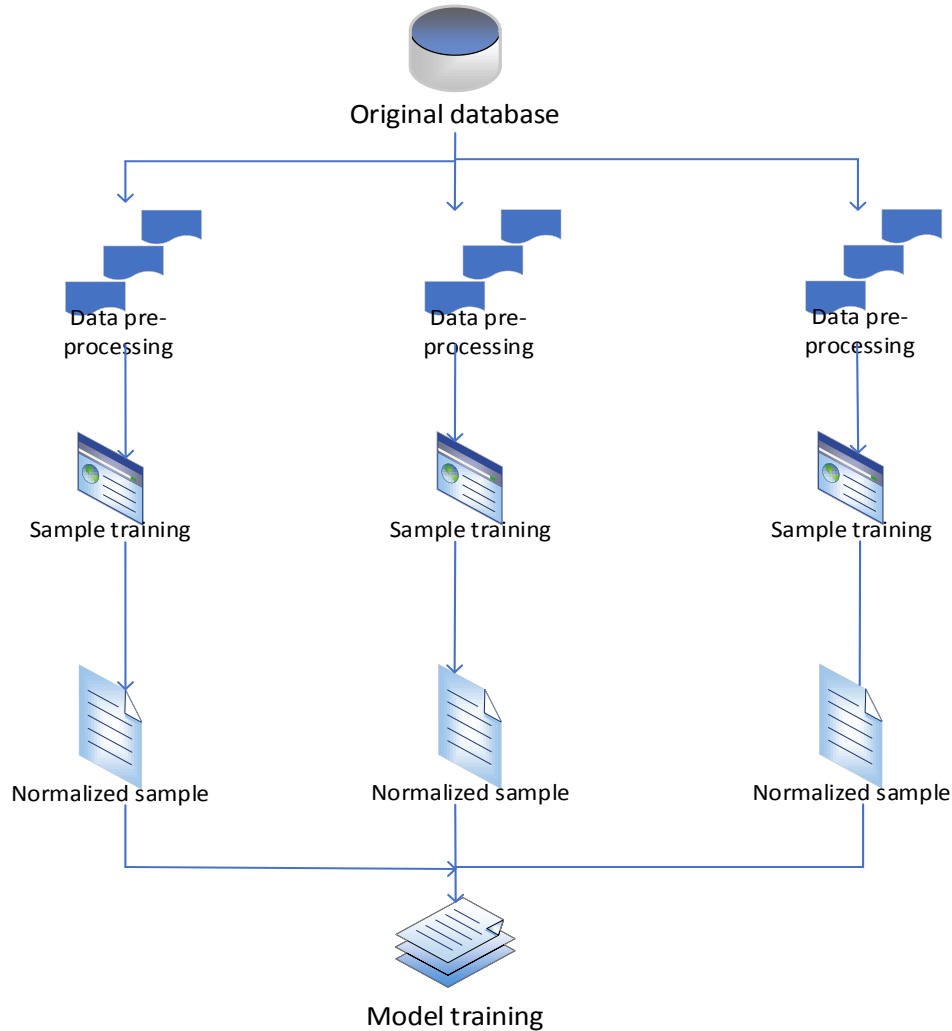 Original database
Data pre-
processing
Data pre-
processing
Data pre-
processing
Sample training
Sample training
Sample training
Normalized sample
Normalized sample
Normalized sample
Model training